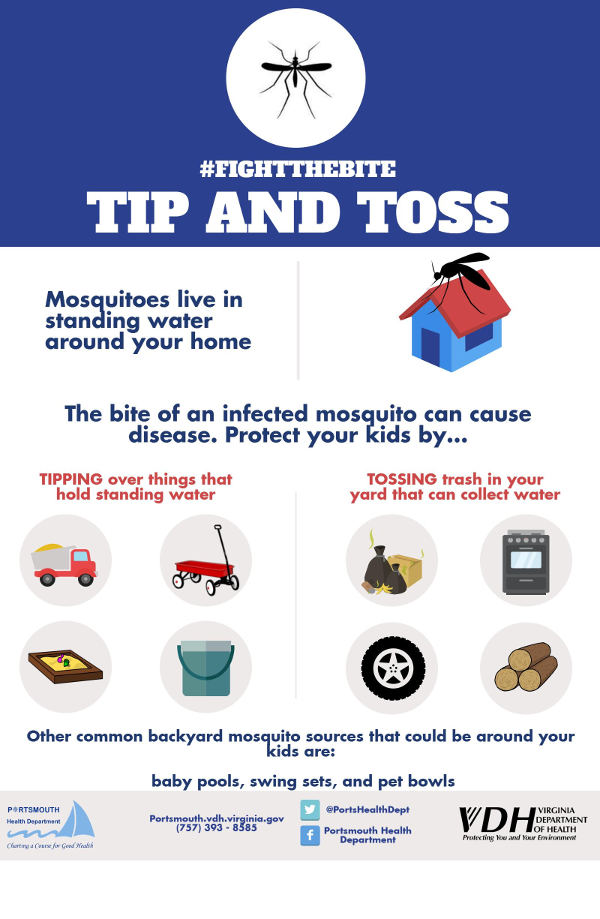 #FIGHTTHEBITE
TIP AND TOSS
Mosquitoes live in
standing water
around your home
The bite of an infected mosquito can cause
disease. Protect your kids by...
TIPPING over things that
hold standing water
TOSSING trash in your
yard that can collect water
Other common backyard mosquito sources that could be around your
kids are:
baby pools, swing sets, and pet bowls
PORTSMOUTH
Health Department
Charting a Course for Good Health
Portsmouth.vdh.virginia.gov
(757) 393 - 8585
@PortsHealthDept
Portsmouth Health
Department
VDH VIRGINIA
DEPARTMENT
OF HEALTH
Protecting You and Your Environment